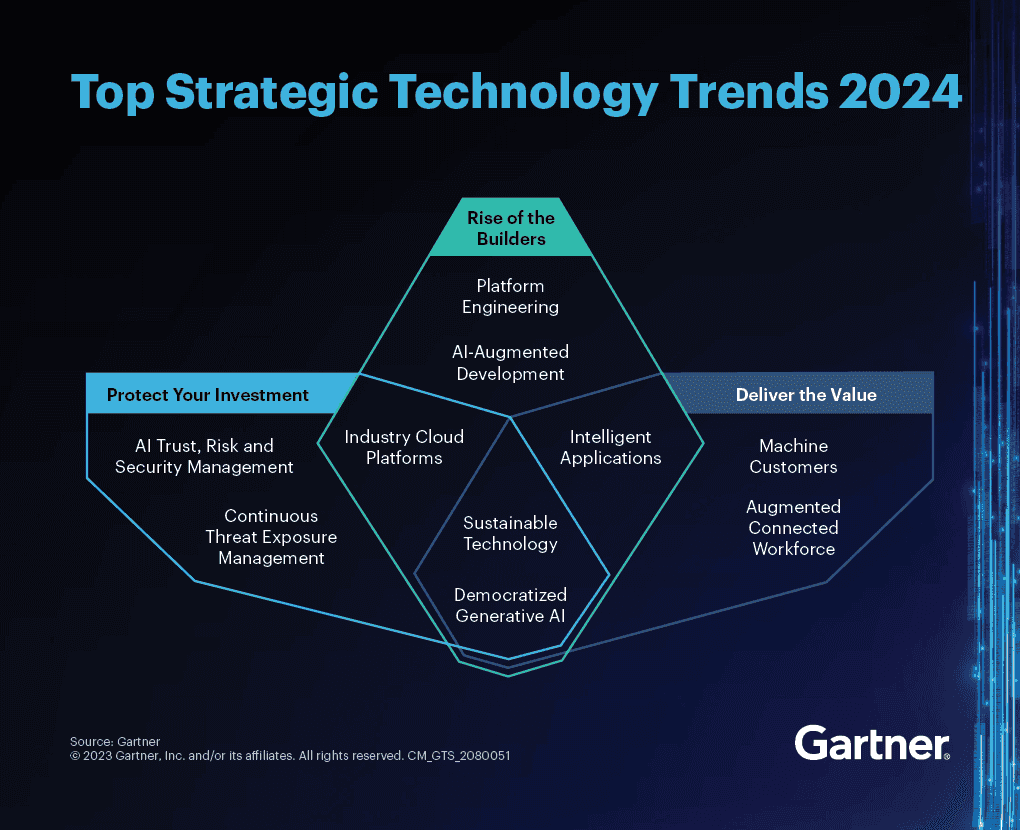 Top Strategic Technology Trends 2024
Rise of the
Builders
Platform
Engineering
AI-Augmented
Development
Protect Your Investment
AI Trust, Risk and
Security Management
Continuous
Threat Exposure
Management
Industry Cloud
Platforms
Intelligent
Applications
Sustainable
Technology
Democratized
Generative AI
Deliver the Value
Machine
Customers
Augmented
Connected
Workforce
Source: Gartner
© 2023 Gartner, Inc. and/or its affiliates. All rights reserved. CM_GTS_2080051
Gartner®